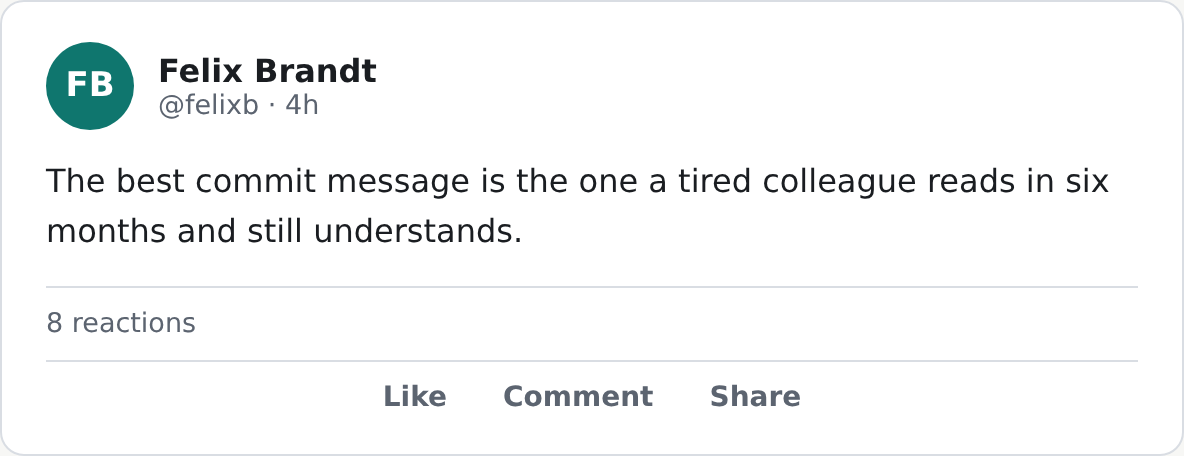 FB
Felix Brandt
@felixb · 4h
The best commit message is the one a tired colleague reads in six
months and still understands.
8 reactions
Like Comment Share